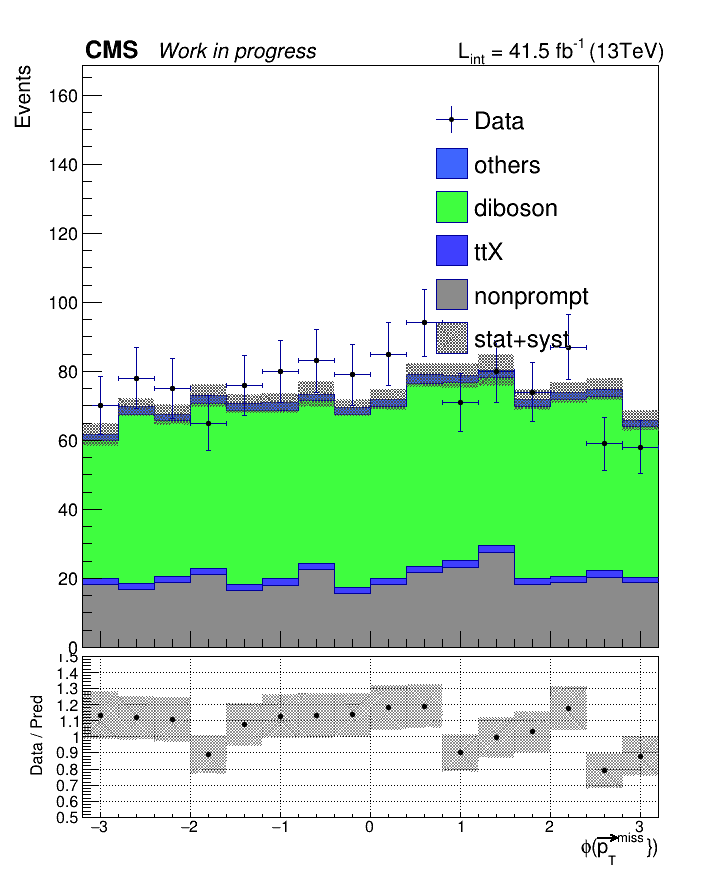 CMS Work in progress L_int = 41.5 fb^-1 (13TeV)
Events
160
140
120
100
80
60
40
20
0
Data
others
diboson
ttX
nonprompt
stat+syst
Data / Pred
1.5
1.4
1.3
1.2
1.1
1
0.9
0.8
0.7
0.6
0.5
−3 −2 −1 0 1 2 3
ϕ(p⃗_T^miss})